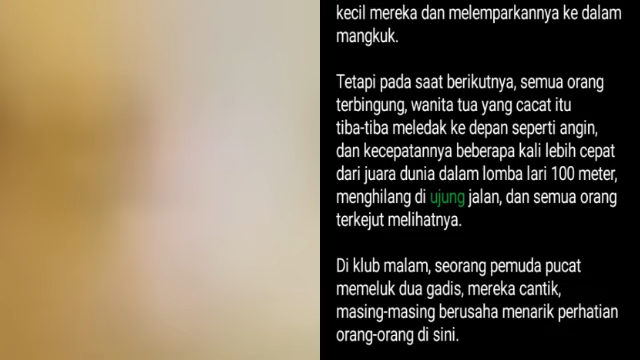 kecil mereka dan melemparkannya ke dalam
mangkuk.
Tetapi pada saat berikutnya, semua orang
terbingung, wanita tua yang cacat itu
tiba-tiba meledak ke depan seperti angin,
dan kecepatannya beberapa kali lebih cepat
dari juara dunia dalam lomba lari 100 meter,
menghilang di ujung jalan, dan semua orang
terkejut melihatnya.
Di klub malam, seorang pemuda pucat
memeluk dua gadis, mereka cantik,
masing-masing berusaha menarik perhatian
orang-orang di sini.